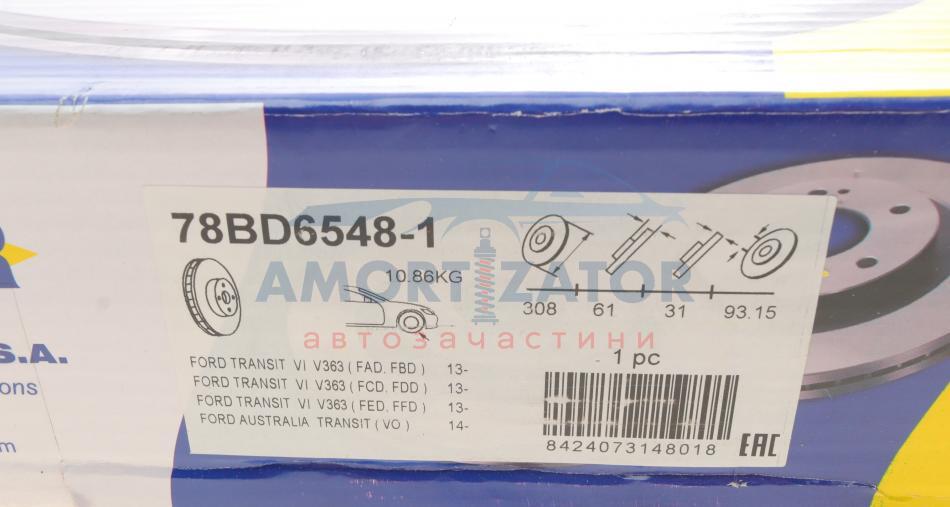 78BD6548-1
10.86KG
AMORTIZATOR
автозапчастини
308 61 31 93.15
1 pc
FORD TRANSIT VI V363 ( FAD. FBD ) 13-
FORD TRANSIT VI V363 ( FCD. FDD ) 13-
FORD TRANSIT VI V363 ( FED. FFD ) 13-
FORD AUSTRALIA TRANSIT ( VO ) 14-
8424073148018
EAC
S.A.
ons
m